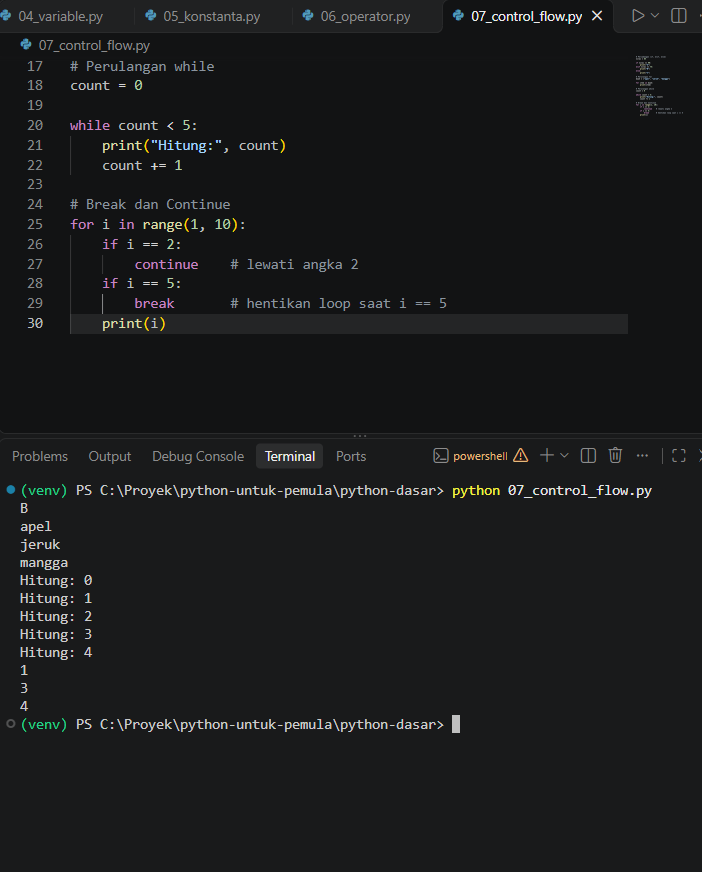 04_variable.py 05_konstanta.py 06_operator.py 07_control_flow.py
07_control_flow.py
17 # Perulangan while
18 count = 0
19
20 while count < 5:
21     print("Hitung:", count)
22     count += 1
23
24 # Break dan Continue
25 for i in range(1, 10):
26     if i == 2:
27         continue    # lewati angka 2
28     if i == 5:
29         break       # hentikan loop saat i == 5
30     print(i)
Problems Output Debug Console Terminal Ports powershell
(venv) PS C:\Proyek\python-untuk-pemula\python-dasar> python 07_control_flow.py
B
apel
jeruk
mangga
Hitung: 0
Hitung: 1
Hitung: 2
Hitung: 3
Hitung: 4
1
3
4
(venv) PS C:\Proyek\python-untuk-pemula\python-dasar>